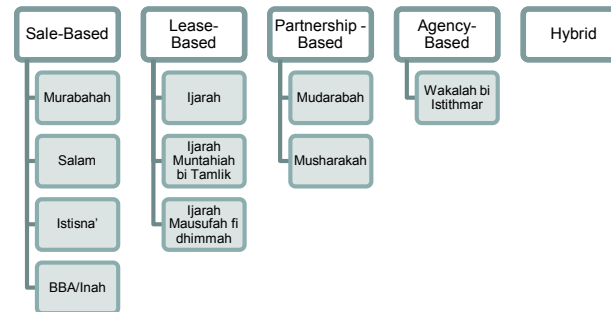 Sale-Based
Murabahah
Salam
Istisna’
BBA/Inah
Lease-
Based
Ijarah
Ijarah
Muntahiah
bi Tamlik
Ijarah
Mausufah fi
dhimmah
Partnership -
Based
Mudarabah
Musharakah
Agency-
Based
Wakalah bi
Istithmar
Hybrid